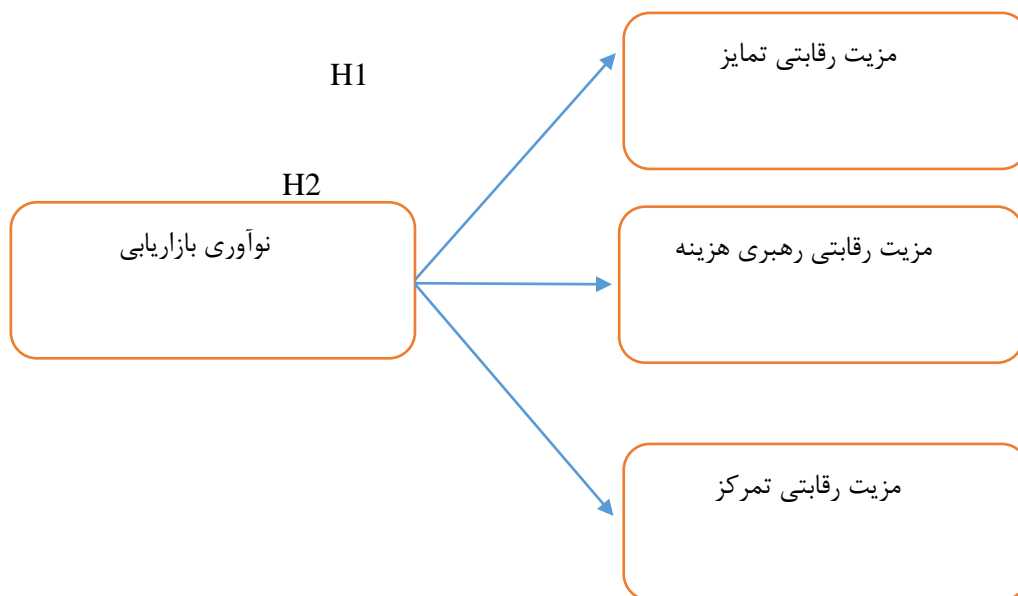 مزیت رقابتی تمایز
H1
H2
نوآوری بازاریابی
مزیت رقابتی رهبری هزینه
مزیت رقابتی تمرکز